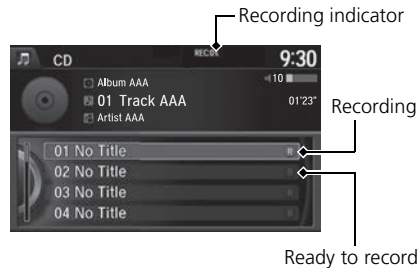 Recording indicator
CD
REC
9:30
Album AAA
10
01 Track AAA
01'23"
Artist AAA
Recording
01 No Title R
02 No Title R
03 No Title R
04 No Title R
Ready to record